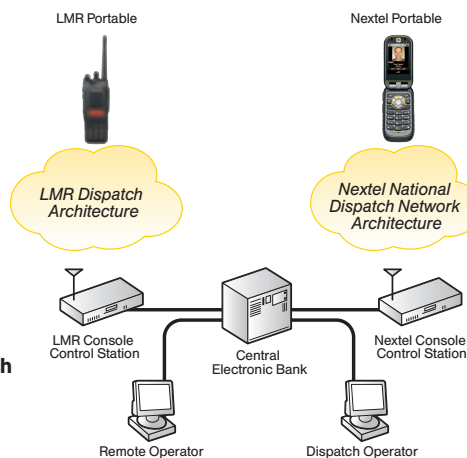 LMR Portable
Nextel Portable
LMR Dispatch
Architecture
Nextel National
Dispatch Network
Architecture
LMR Console
Control Station
Central
Electronic Bank
Nextel Console
Control Station
h
Remote Operator
Dispatch Operator